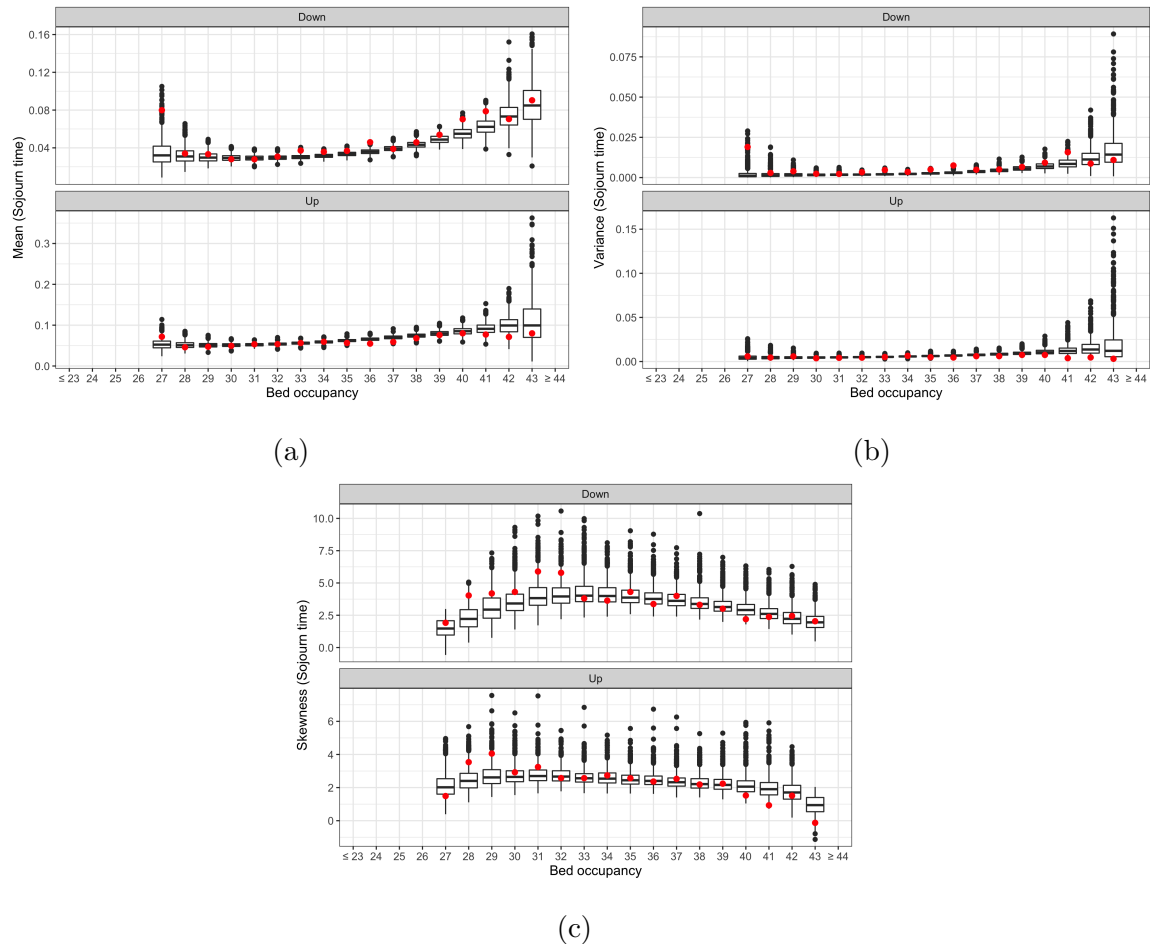 Down
0.16
0.12
0.08
0.04
Up
0.3
0.2
0.1
0.0
Mean (Sojourn time)
≤ 23 24 25 26 27 28 29 30 31 32 33 34 35 36 37 38 39 40 41 42 43 ≥ 44
Bed occupancy
(a)
Down
0.075
0.050
0.025
0.000
Up
0.15
0.10
0.05
0.00
Variance (Sojourn time)
≤ 23 24 25 26 27 28 29 30 31 32 33 34 35 36 37 38 39 40 41 42 43 ≥ 44
Bed occupancy
(b)
Down
10.0
7.5
5.0
2.5
0.0
Up
6
4
2
0
Skewness (Sojourn time)
≤ 23 24 25 26 27 28 29 30 31 32 33 34 35 36 37 38 39 40 41 42 43 ≥ 44
Bed occupancy
(c)